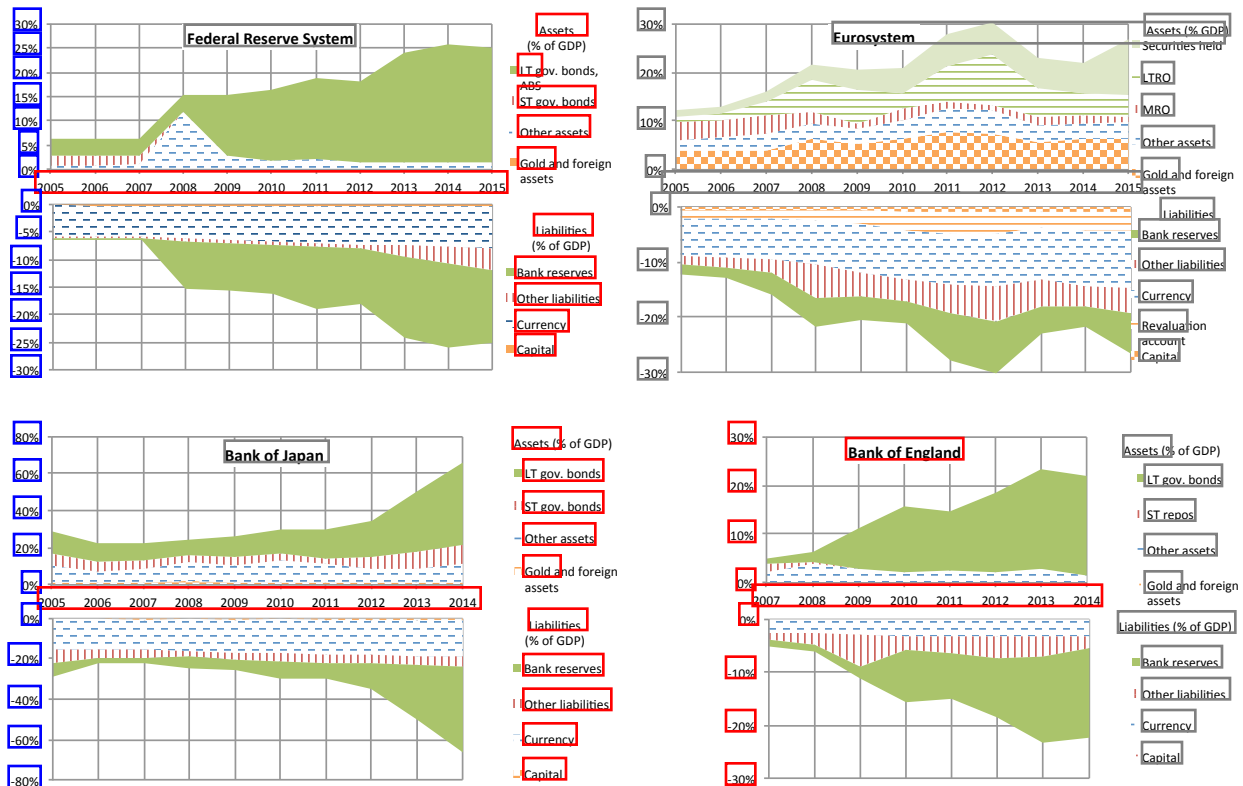 Federal Reserve System
30%
25%
20%
15%
10%
5%
0%
2005 2006 2007 2008 2009 2010 2011 2012 2013 2014 2015
Assets
(% of GDP)
LT gov. bonds,
ABS
ST gov. bonds
Other assets
Gold and foreign
assets
0%
-5%
-10%
-15%
-20%
-25%
-30%
Liabilities
(% of GDP)
Bank reserves
Other liabilities
Currency
Capital
Eurosystem
30%
20%
10%
0%
2005 2006 2007 2008 2009 2010 2011 2012 2013 2014 2015
Assets (% GDP)
Securities held
LTRO
MRO
Other assets
Gold and foreign
assets
0%
-10%
-20%
-30%
Liabilities
Bank reserves
Other liabilities
Currency
Revaluation
account
Capital
Bank of Japan
80%
60%
40%
20%
0%
2005 2006 2007 2008 2009 2010 2011 2012 2013 2014
Assets (% of GDP)
LT gov. bonds
ST gov. bonds
Other assets
Gold and foreign
assets
0%
-20%
-40%
-60%
-80%
Liabilities
(% of GDP)
Bank reserves
Other liabilities
Currency
Capital
Bank of England
30%
20%
10%
0%
2007 2008 2009 2010 2011 2012 2013 2014
Assets (% of GDP)
LT gov. bonds
ST repos
Other assets
Gold and foreign
assets
0%
-10%
-20%
-30%
Liabilities (% of GDP)
Bank reserves
Other liabilities
Currency
Capital